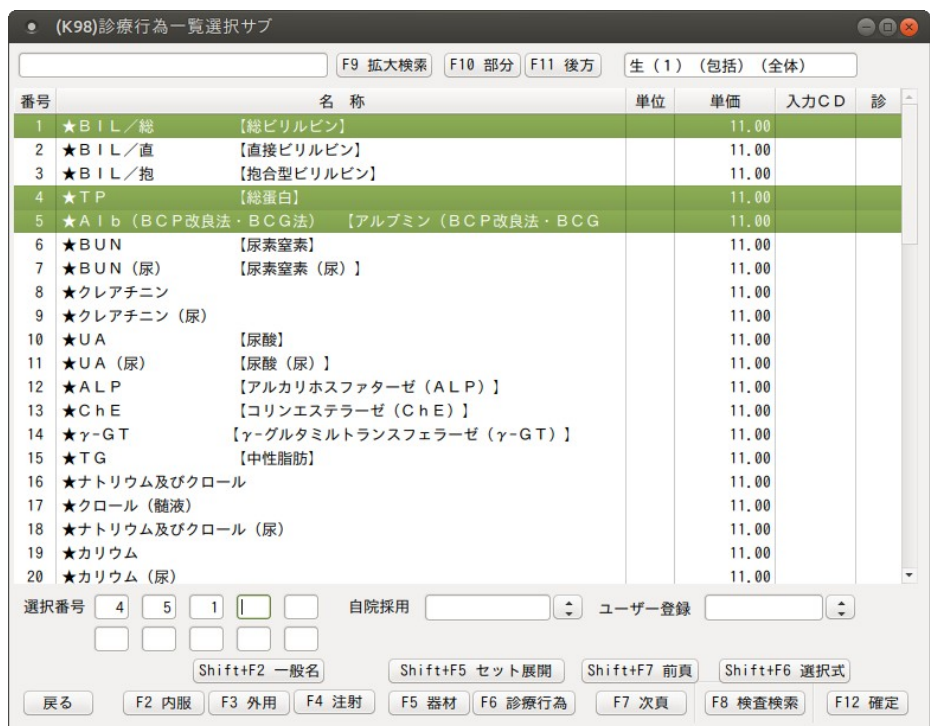 (K98)診療行為一覧選択サブ
F9 拡大検索 F10 部分 F11 後方 生（1）（包括）（全体）
番号 名　称 単位 単価 入力ＣＤ 診
1 ★ＢＩＬ／総 【総ビリルビン】 11.00
2 ★ＢＩＬ／直 【直接ビリルビン】 11.00
3 ★ＢＩＬ／抱 【抱合型ビリルビン】 11.00
4 ★ＴＰ 【総蛋白】 11.00
5 ★Ａｌｂ（ＢＣＰ改良法・ＢＣＧ法） 【アルブミン（ＢＣＰ改良法・ＢＣＧ 11.00
6 ★ＢＵＮ 【尿素窒素】 11.00
7 ★ＢＵＮ（尿） 【尿素窒素（尿）】 11.00
8 ★クレアチニン 11.00
9 ★クレアチニン（尿） 11.00
10 ★ＵＡ 【尿酸】 11.00
11 ★ＵＡ（尿） 【尿酸（尿）】 11.00
12 ★ＡＬＰ 【アルカリホスファターゼ（ＡＬＰ）】 11.00
13 ★ＣｈＥ 【コリンエステラーゼ（ＣｈＥ）】 11.00
14 ★γ-ＧＴ 【γ-グルタミルトランスフェラーゼ（γ-ＧＴ）】 11.00
15 ★ＴＧ 【中性脂肪】 11.00
16 ★ナトリウム及びクロール 11.00
17 ★クロール（髄液） 11.00
18 ★ナトリウム及びクロール（尿） 11.00
19 ★カリウム 11.00
20 ★カリウム（尿） 11.00
選択番号 4 5 1 自院採用 ユーザー登録
Shift+F2 一般名 Shift+F5 セット展開 Shift+F7 前頁 Shift+F6 選択式
戻る F2 内服 F3 外用 F4 注射 F5 器材 F6 診療行為 F7 次頁 F8 検査検索 F12 確定